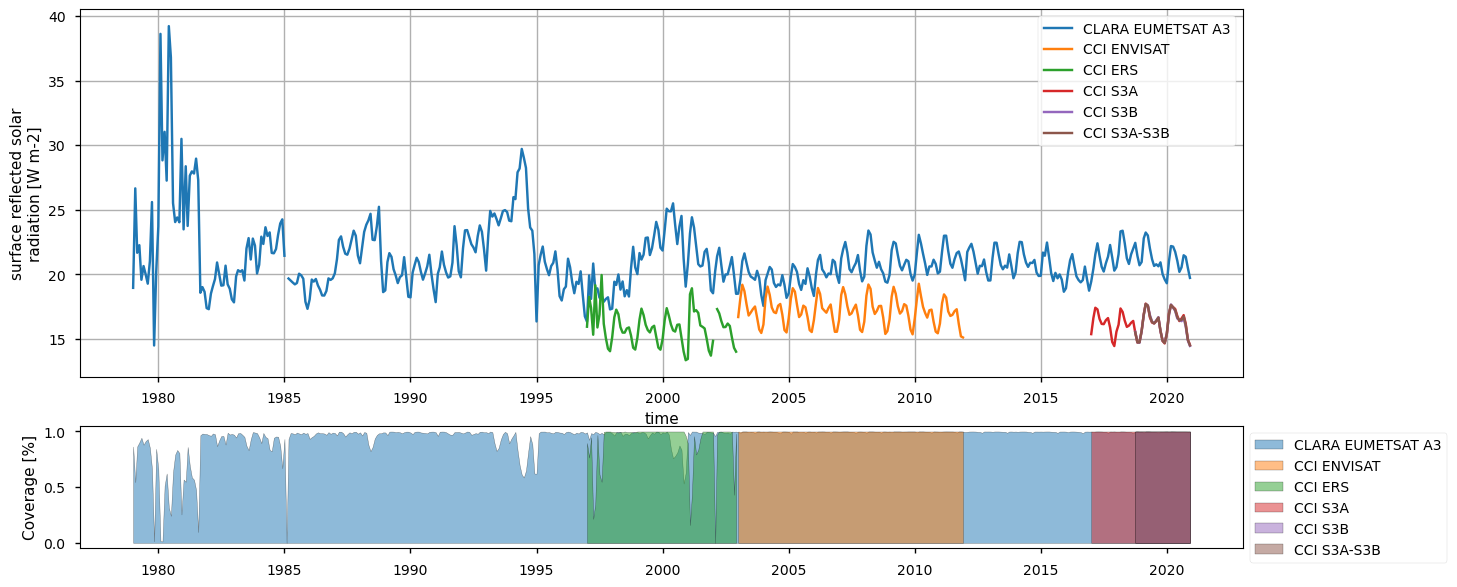 40
35
30
25
20
15
surface reflected solar
radiation [W m-2]
CLARA EUMETSAT A3
CCI ENVISAT
CCI ERS
CCI S3A
CCI S3B
CCI S3A-S3B
1980 1985 1990 1995 2000 2005 2010 2015 2020
time
1.0
0.5
0.0
Coverage [%]
CLARA EUMETSAT A3
CCI ENVISAT
CCI ERS
CCI S3A
CCI S3B
CCI S3A-S3B
1980 1985 1990 1995 2000 2005 2010 2015 2020